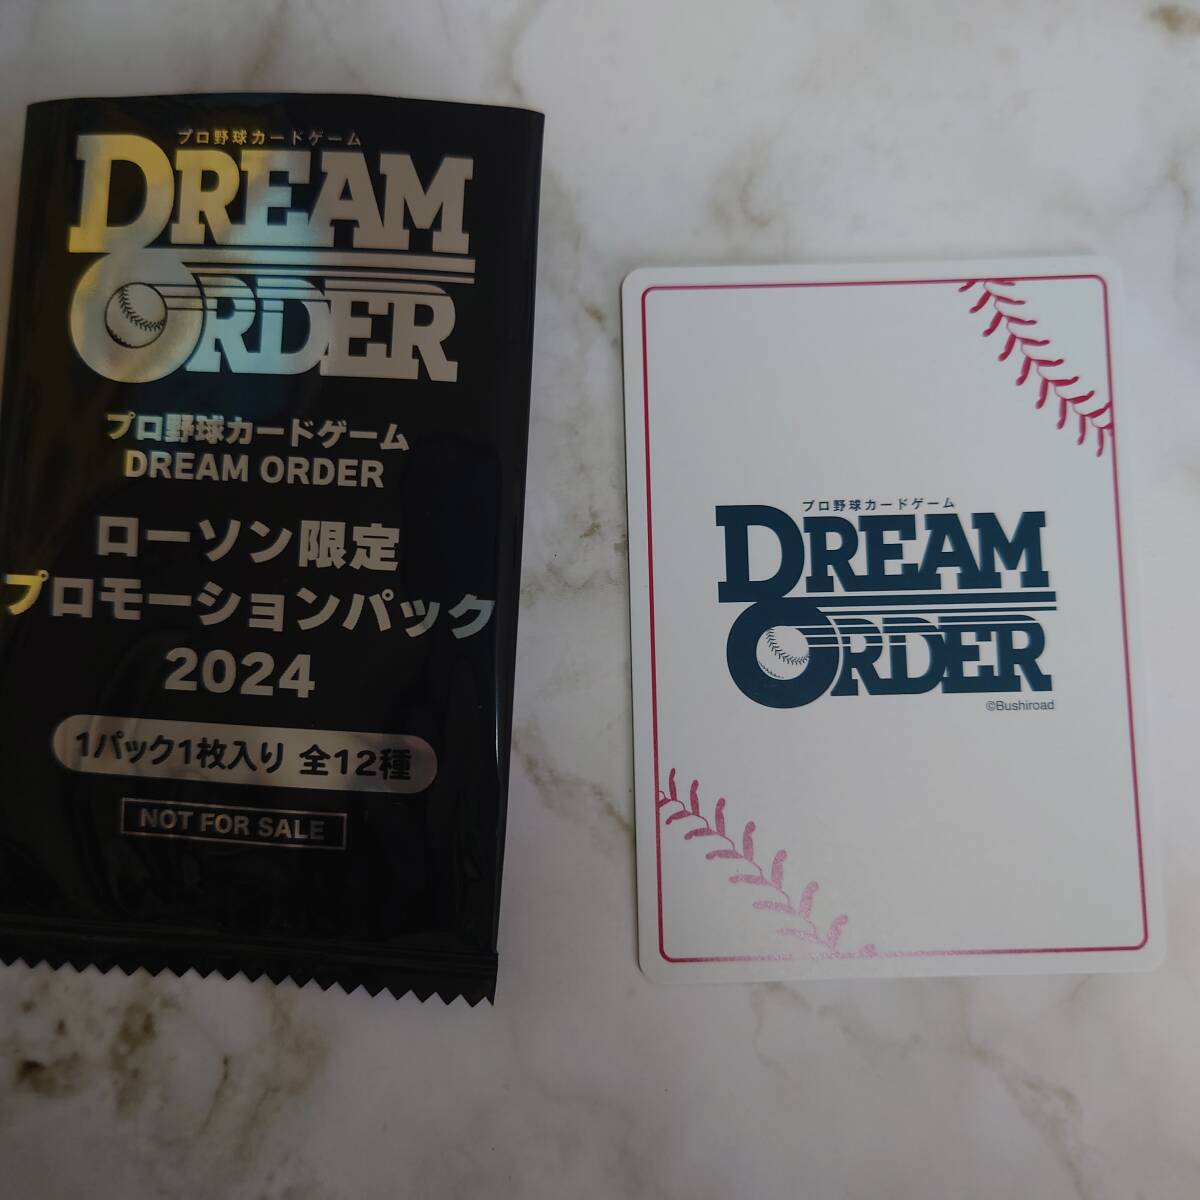 プロ野球カードゲーム
DREAM
ORDER
プロ野球カードゲーム
DREAM ORDER
ローソン限定
プロモーションパック
2024
1パック1枚入り 全12種
NOT FOR SALE
プロ野球カードゲーム
DREAM
ORDER
©Bushiroad